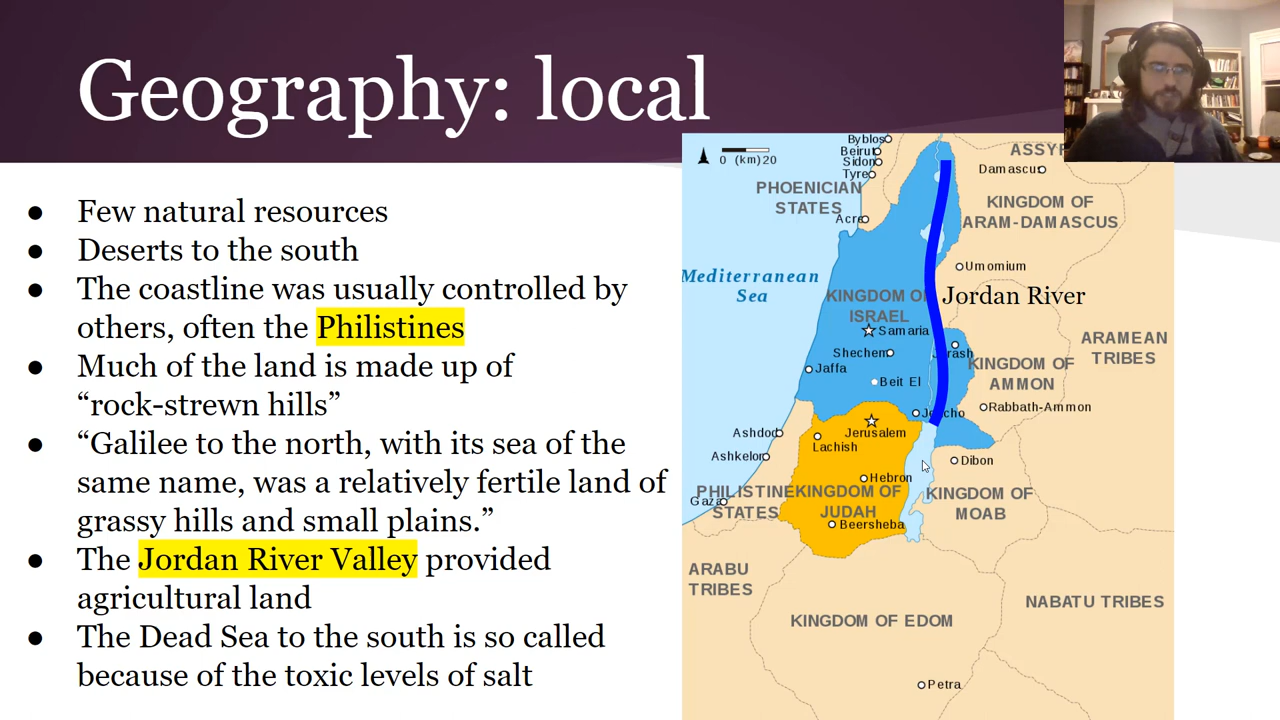 Geography: local
● Few natural resources
● Deserts to the south
● The coastline was usually controlled by
others, often the Philistines
● Much of the land is made up of
“rock-strewn hills”
● “Galilee to the north, with its sea of the
same name, was a relatively fertile land of
grassy hills and small plains.”
● The Jordan River Valley provided
agricultural land
● The Dead Sea to the south is so called
because of the toxic levels of salt
0 (km)20
Byblos
Beirut
Sidon
Tyre
PHOENICIAN
STATES
Acre
ASSY
Damascus
KINGDOM OF
ARAM-DAMASCUS
Mediterranean
Sea
Umomium
KINGDOM O
ISRAEL
Jordan River
Samaria
Shechem
Jaffa
Beit El
rash
KINGDOM OF
AMMON
ARAMEAN
TRIBES
Rabbath-Ammon
Je cho
Jerusalem
Ashdod
Lachish
Ashkelon
Dibon
Hebron
Gaza
PHILISTINE
STATES
KINGDOM OF
JUDAH
KINGDOM OF
MOAB
Beersheba
ARABU
TRIBES
NABATU TRIBES
KINGDOM OF EDOM
Petra